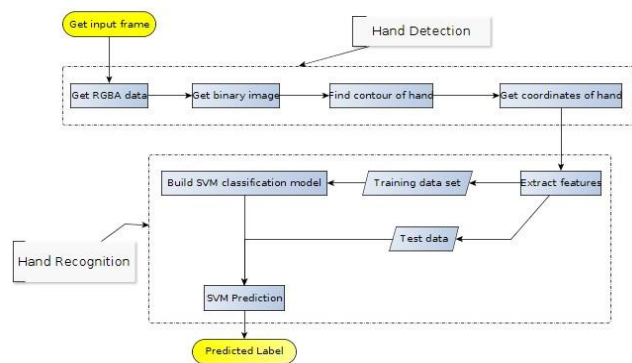 Get input frame
Hand Detection
Get RGBA data
Get binary image
Find contour of hand
Get coordinates of hand
Build SVM classification model
Training data set
Extract features
Test data
Hand Recognition
SVM Prediction
Predicted Label